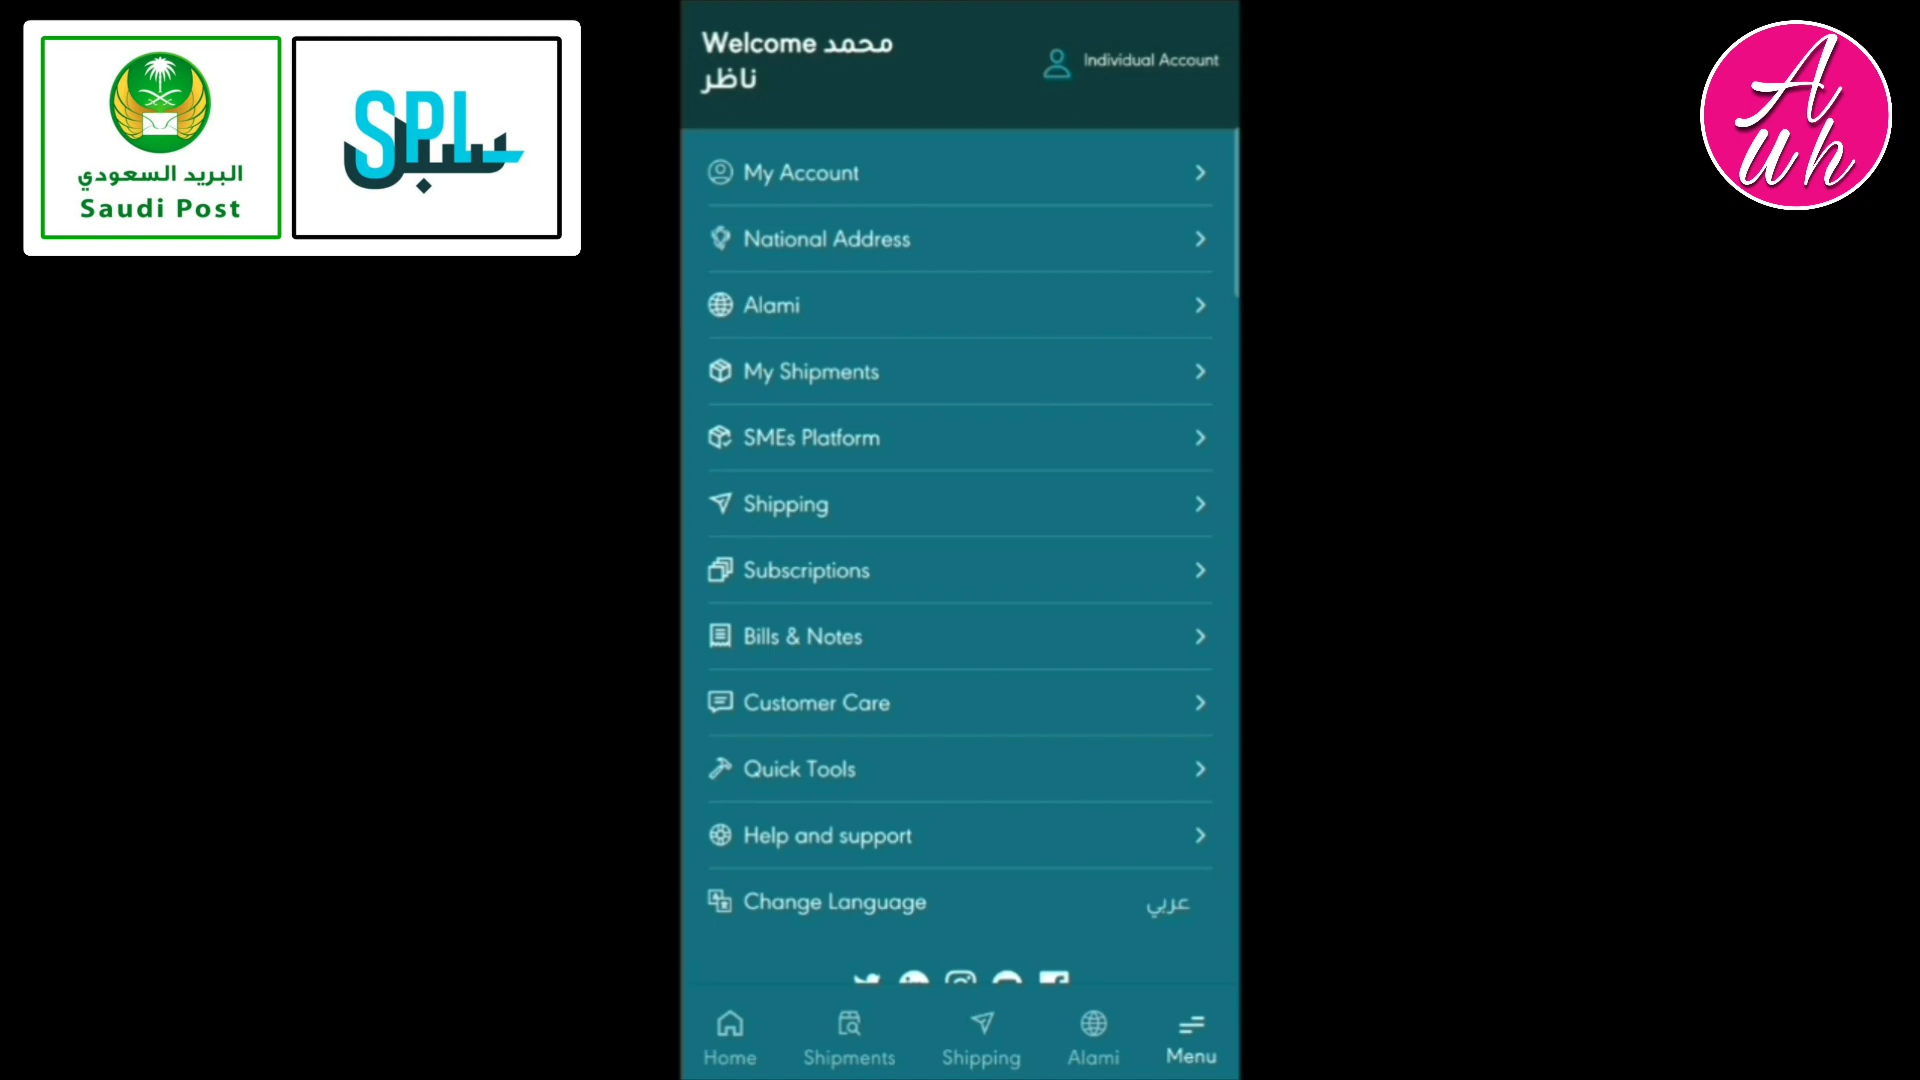 البريد السعودي
Saudi Post
SPL
سبل
Welcome محمد
ناظر
Individual Account
My Account
National Address
Alami
My Shipments
SMEs Platform
Shipping
Subscriptions
Bills & Notes
Customer Care
Quick Tools
Help and support
Change Language
عربي
Home
Shipments
Shipping
Alami
Menu
A
uh